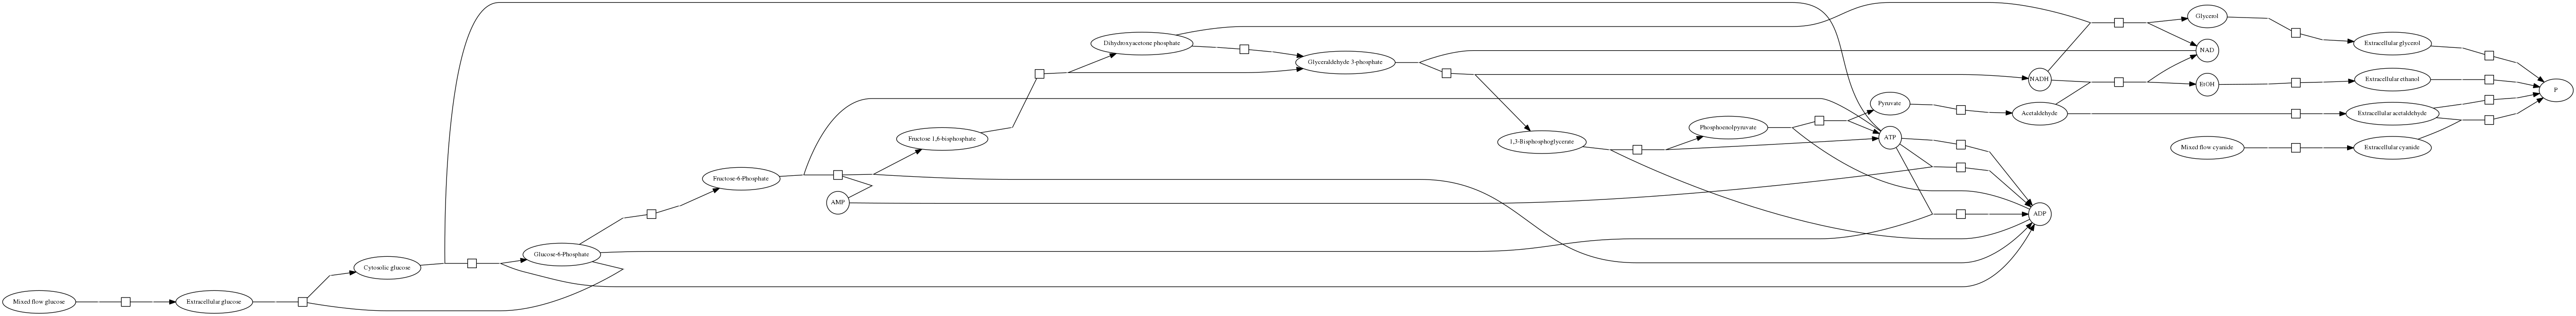 Mixed flow glucose
Extracellular glucose
Cytosolic glucose
Glucose-6-Phosphate
Fructose-6-Phosphate
AMP
Fructose 1,6-bisphosphate
Dihydroxyacetone phosphate
Glyceraldehyde 3-phosphate
1,3-Bisphosphoglycerate
Phosphoenolpyruvate
Pyruvate
ATP
NADH
Acetaldehyde
ADP
Glycerol
NAD
EtOH
Mixed flow cyanide
Extracellular glycerol
Extracellular ethanol
Extracellular acetaldehyde
Extracellular cyanide
P